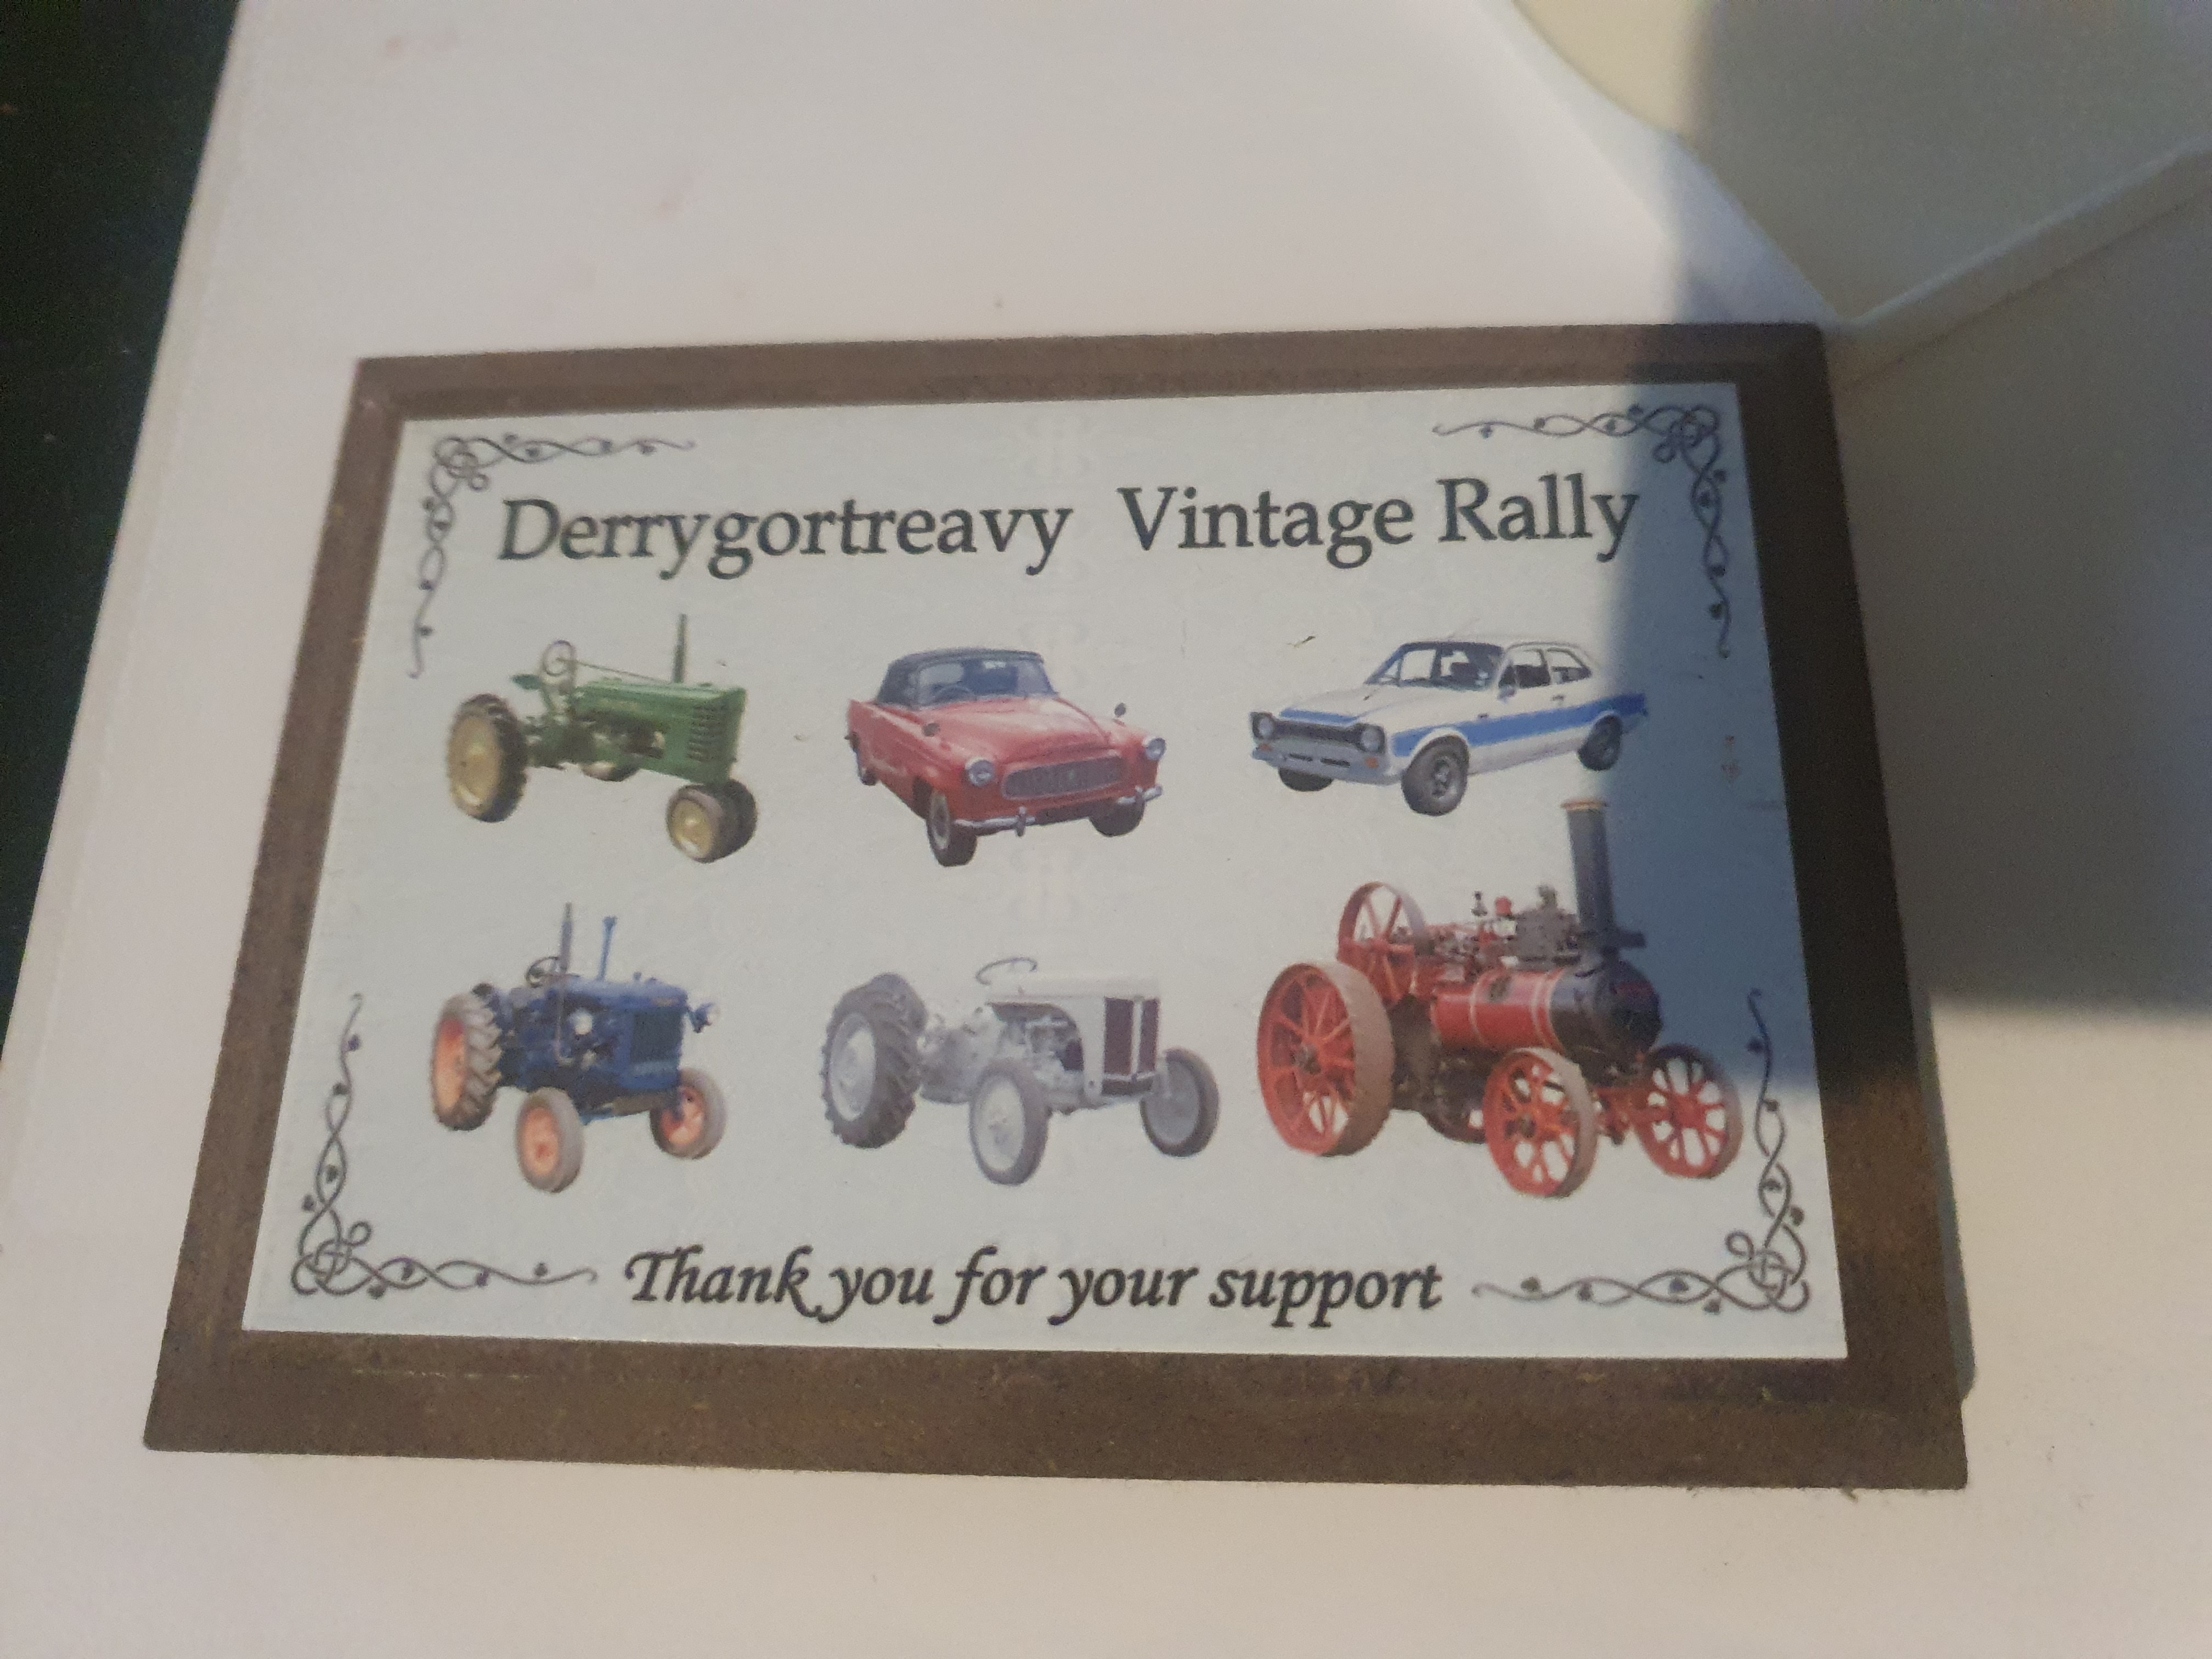 Derrygortreavy Vintage Rally
Thank you for your support